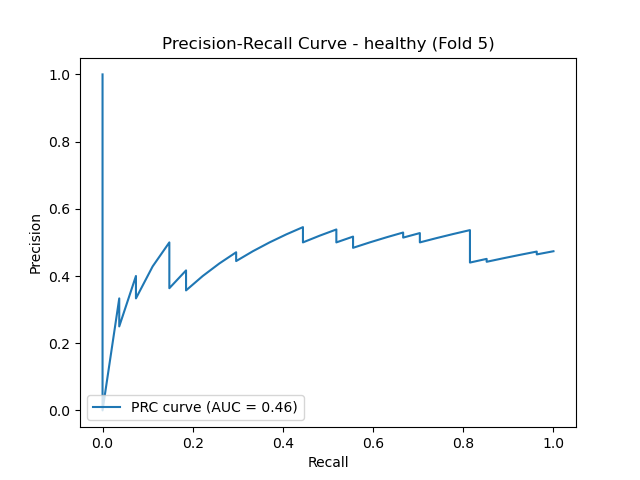 Precision-Recall Curve - healthy (Fold 5)
1.0
0.8
0.6
0.4
0.2
0.0
Precision
PRC curve (AUC = 0.46)
0.0 0.2 0.4 0.6 0.8 1.0
Recall